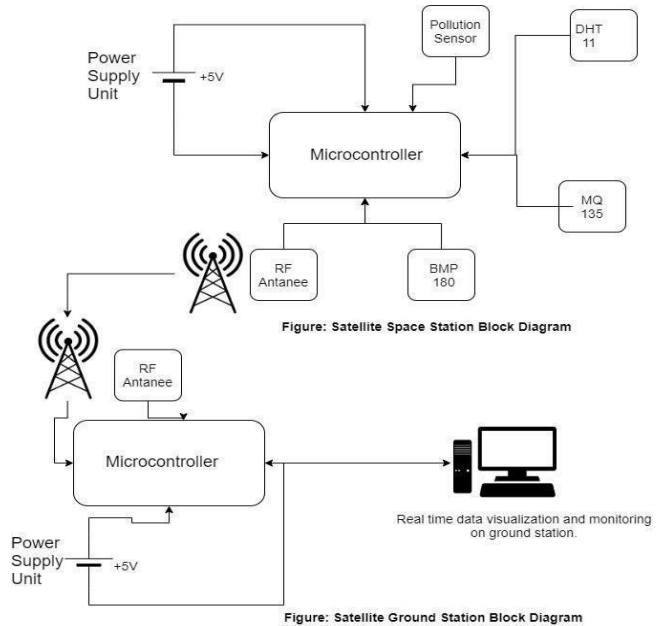 Pollution
Sensor
DHT
11
Power
Supply
Unit
+5V
Microcontroller
MQ
135
RF
Antanee
BMP
180
Figure: Satellite Space Station Block Diagram
RF
Antanee
Microcontroller
Real time data visualization and monitoring
on ground station.
Power
Supply
Unit
+5V
Figure: Satellite Ground Station Block Diagram